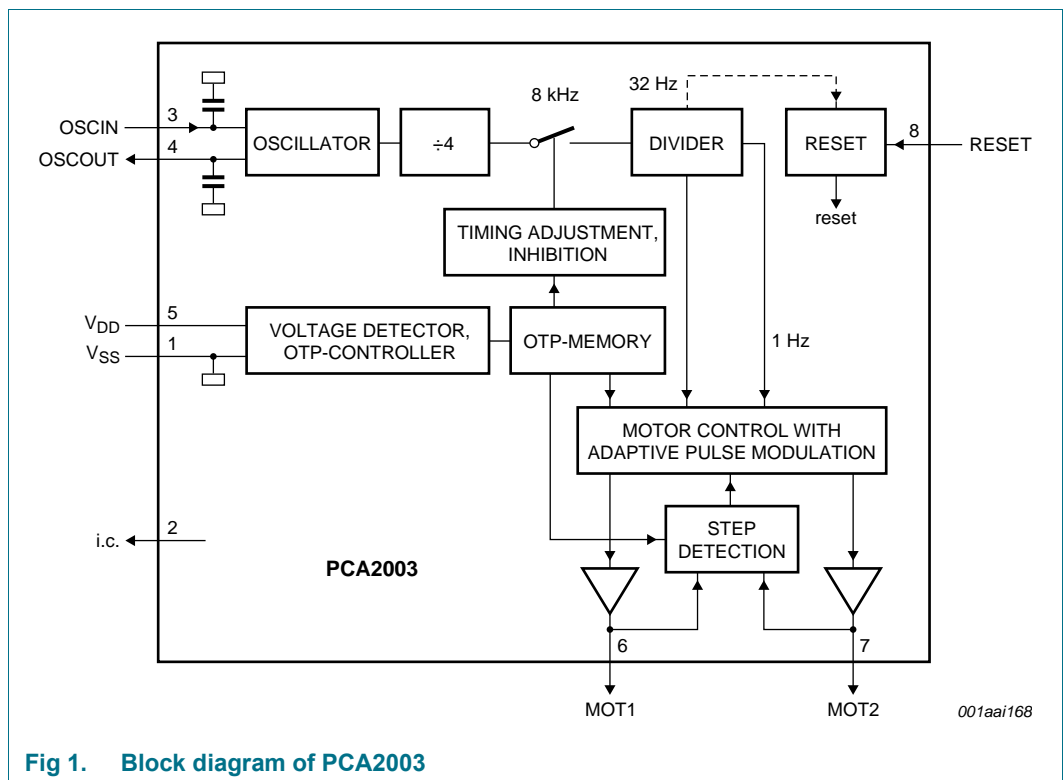 8 kHz
32 Hz
OSCIN
3
OSCOUT
4
OSCILLATOR
÷4
DIVIDER
RESET
8
RESET
reset
TIMING ADJUSTMENT,
INHIBITION
VDD
5
VSS
1
VOLTAGE DETECTOR,
OTP-CONTROLLER
OTP-MEMORY
1 Hz
MOTOR CONTROL WITH
ADAPTIVE PULSE MODULATION
i.c.
2
STEP
DETECTION
PCA2003
6
7
MOT1
MOT2
001aai168
Fig 1. Block diagram of PCA2003